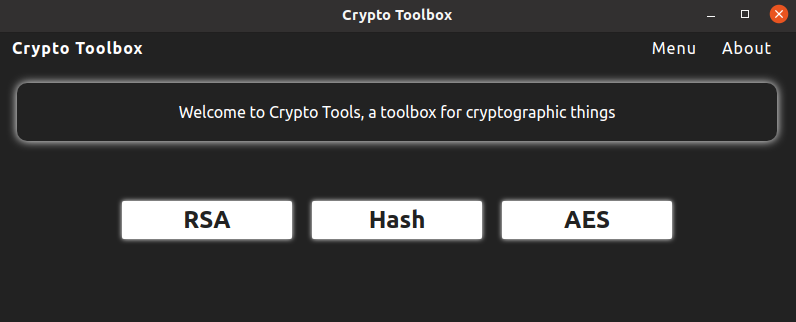 Crypto Toolbox
Crypto Toolbox Menu About
Welcome to Crypto Tools, a toolbox for cryptographic things
RSA Hash AES